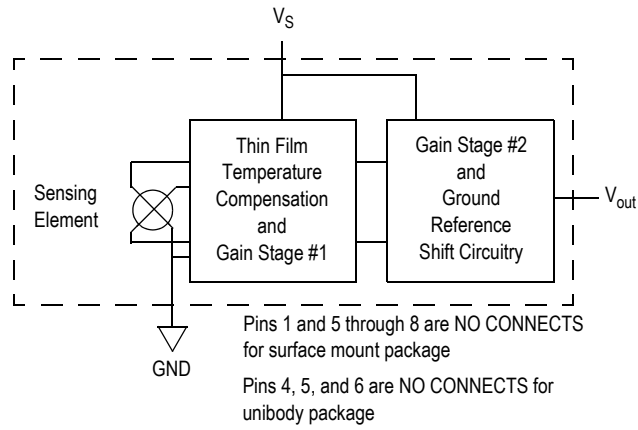 V_S
Thin Film
Temperature
Compensation
and
Gain Stage #1
Gain Stage #2
and
Ground
Reference
Shift Circuitry
Sensing
Element
V_out
GND
Pins 1 and 5 through 8 are NO CONNECTS
for surface mount package
Pins 4, 5, and 6 are NO CONNECTS for
unibody package